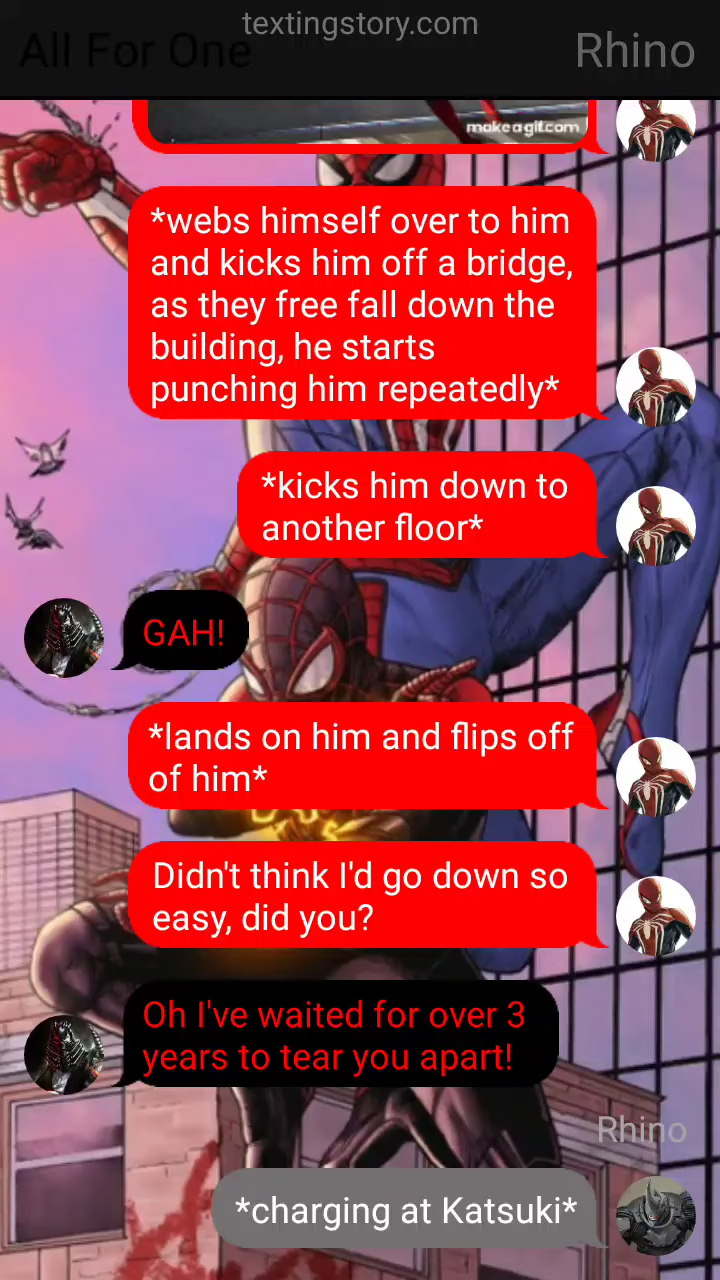 textingstory.com
All For One
Rhino
makeagif.com
*webs himself over to him
and kicks him off a bridge,
as they free fall down the
building, he starts
punching him repeatedly*
*kicks him down to
another floor*
GAH!
*lands on him and flips off
of him*
Didn't think I'd go down so
easy, did you?
Oh I've waited for over 3
years to tear you apart!
Rhino
*charging at Katsuki*